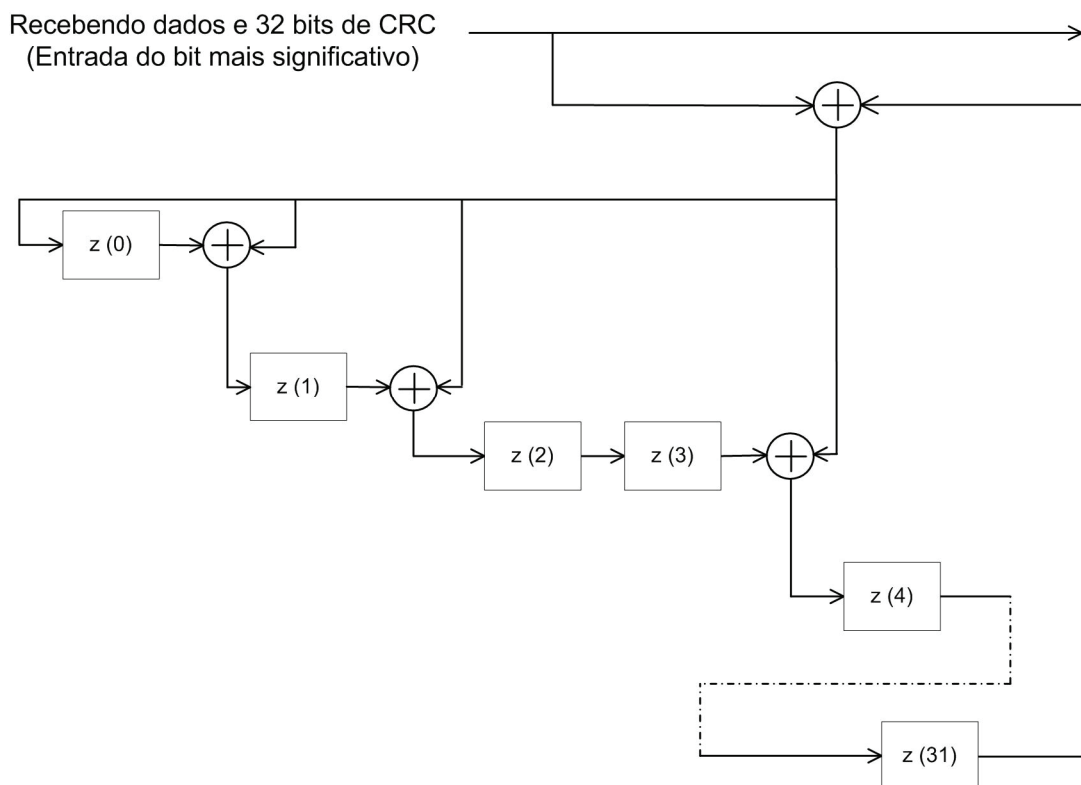 Recebendo dados e 32 bits de CRC
(Entrada do bit mais significativo)
z (0)
z (1)
z (2)
z (3)
z (4)
z (31)